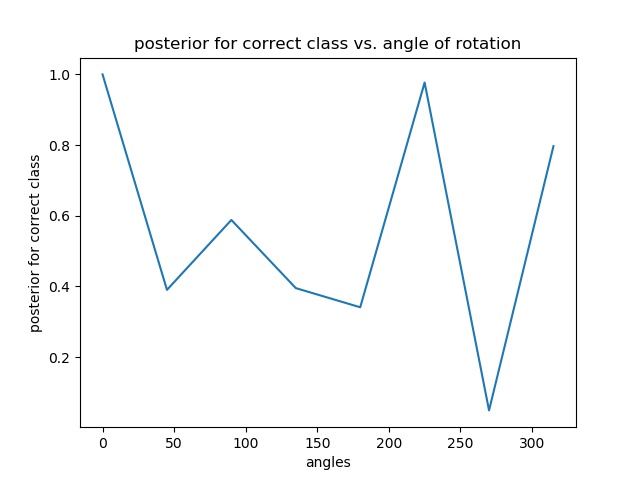 posterior for correct class vs. angle of rotation
posterior for correct class
1.0
0.8
0.6
0.4
0.2
0 50 100 150 200 250 300
angles